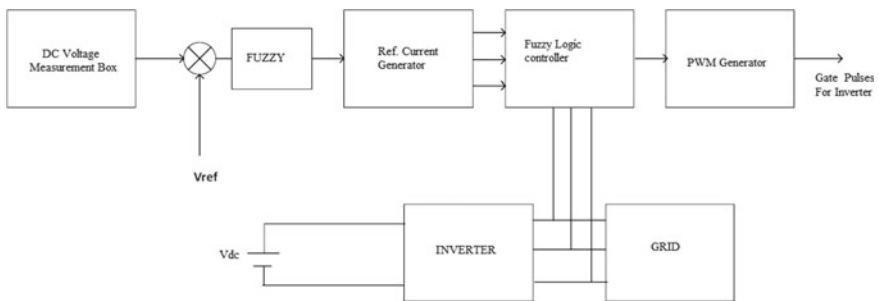 DC Voltage
Measurement Box
FUZZY
Ref. Current
Generator
Fuzzy Logic
controller
PWM Generator
Gate Pulses
For Inverter
Vref
Vdc
INVERTER
GRID